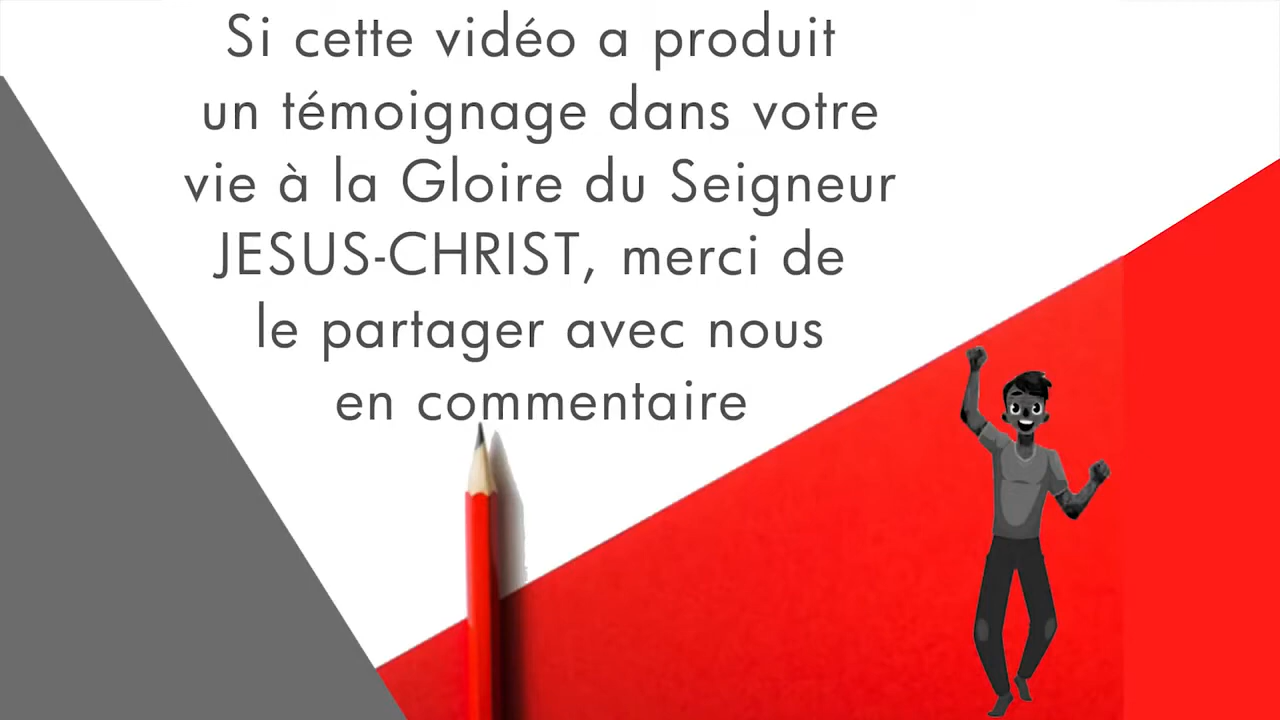 Si cette vidéo a produit
un témoignage dans votre
vie à la Gloire du Seigneur
JESUS-CHRIST, merci de
le partager avec nous
en commentaire